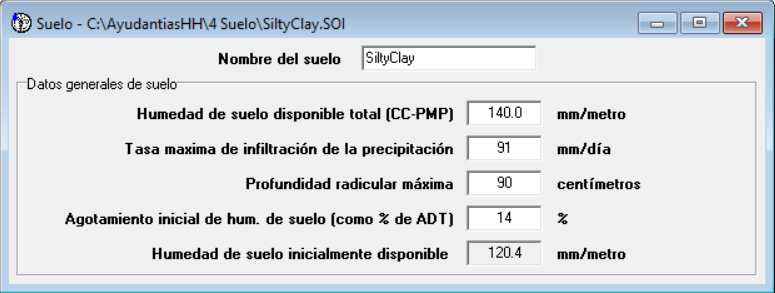 Suelo - C:\AyudantiasHH\4 Suelo\SiltyClay.SOI
Nombre del suelo SiltyClay
Datos generales de suelo
Humedad de suelo disponible total (CC-PMP) 140.0 mm/metro
Tasa maxima de infiltración de la precipitación 91 mm/día
Profundidad radicular máxima 90 centímetros
Agotamiento inicial de hum. de suelo (como % de ADT) 14 %
Humedad de suelo inicialmente disponible 120.4 mm/metro